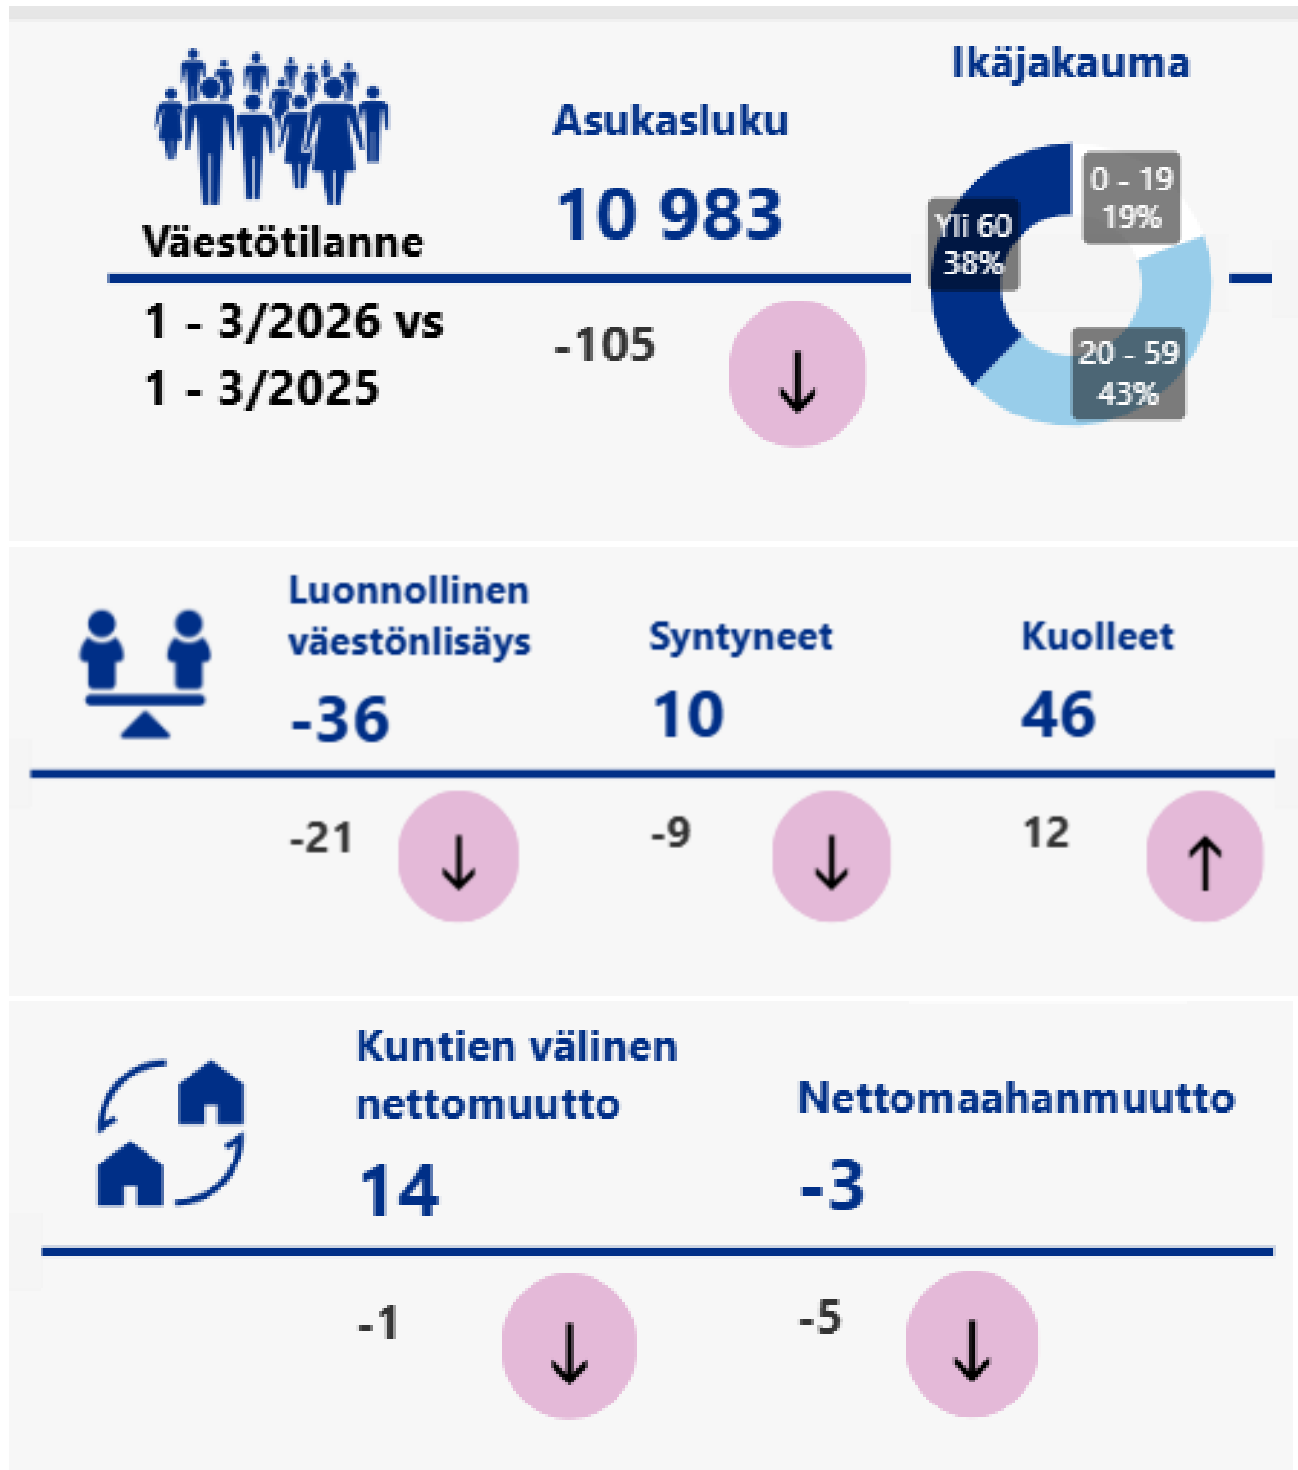 Väestötilanne
1 - 3/2026 vs
1 - 3/2025
Asukasluku
10 983
-105
↓
Ikäjakauma
0 - 19
19%
Yli 60
38%
20 - 59
43%
Luonnollinen
väestönlisäys
-36
-21
↓
Syntyneet
10
-9
↓
Kuolleet
46
12
↑
Kuntien välinen
nettomuutto
14
-1
↓
Nettomaahanmuutto
-3
-5
↓